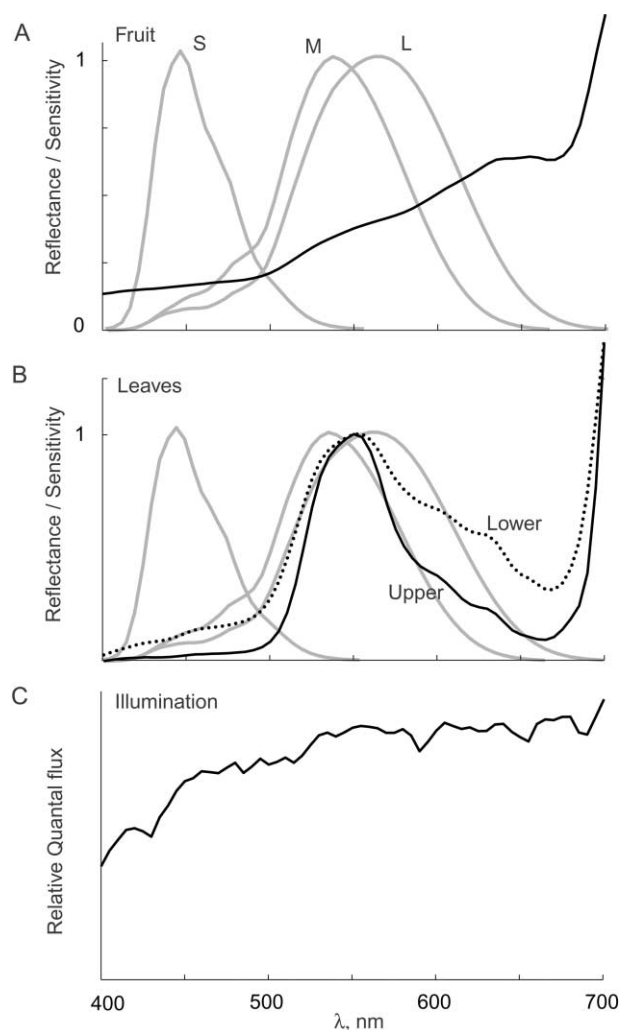 A
Fruit
S
M
L
1
Reflectance / Sensitivity
0
B
Leaves
1
Reflectance / Sensitivity
Lower
Upper
C
Illumination
Relative Quantal flux
400
500
600
700
λ, nm